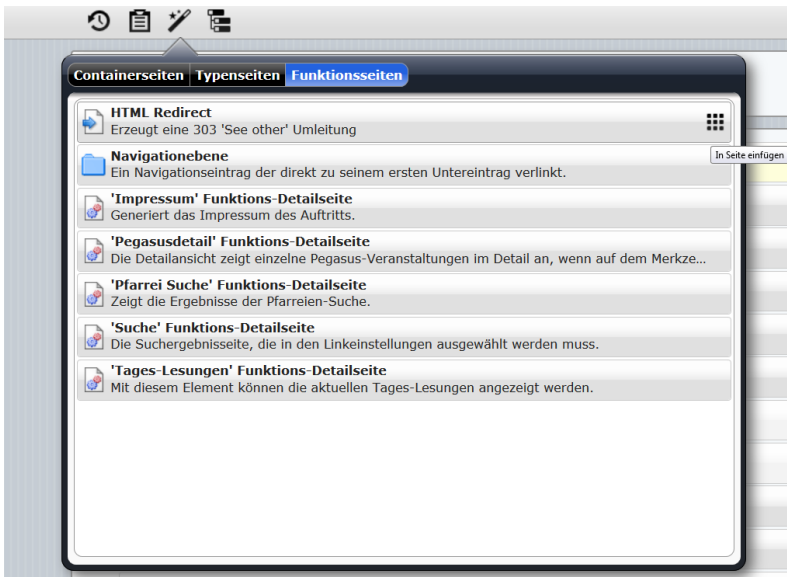 Containerseiten Typenseiten Funktionsseiten
HTML Redirect
Erzeugt eine 303 'See other' Umleitung
In Seite einfügen
Navigationebene
Ein Navigationseintrag der direkt zu seinem ersten Untereintrag verlinkt.
'Impressum' Funktions-Detailseite
Generiert das Impressum des Auftritts.
'Pegasusdetail' Funktions-Detailseite
Die Detailansicht zeigt einzelne Pegasus-Veranstaltungen im Detail an, wenn auf dem Merkze...
'Pfarrei Suche' Funktions-Detailseite
Zeigt die Ergebnisse der Pfarreien-Suche.
'Suche' Funktions-Detailseite
Die Suchergebnisseite, die in den Linkeinstellungen ausgewählt werden muss.
'Tages-Lesungen' Funktions-Detailseite
Mit diesem Element können die aktuellen Tages-Lesungen angezeigt werden.